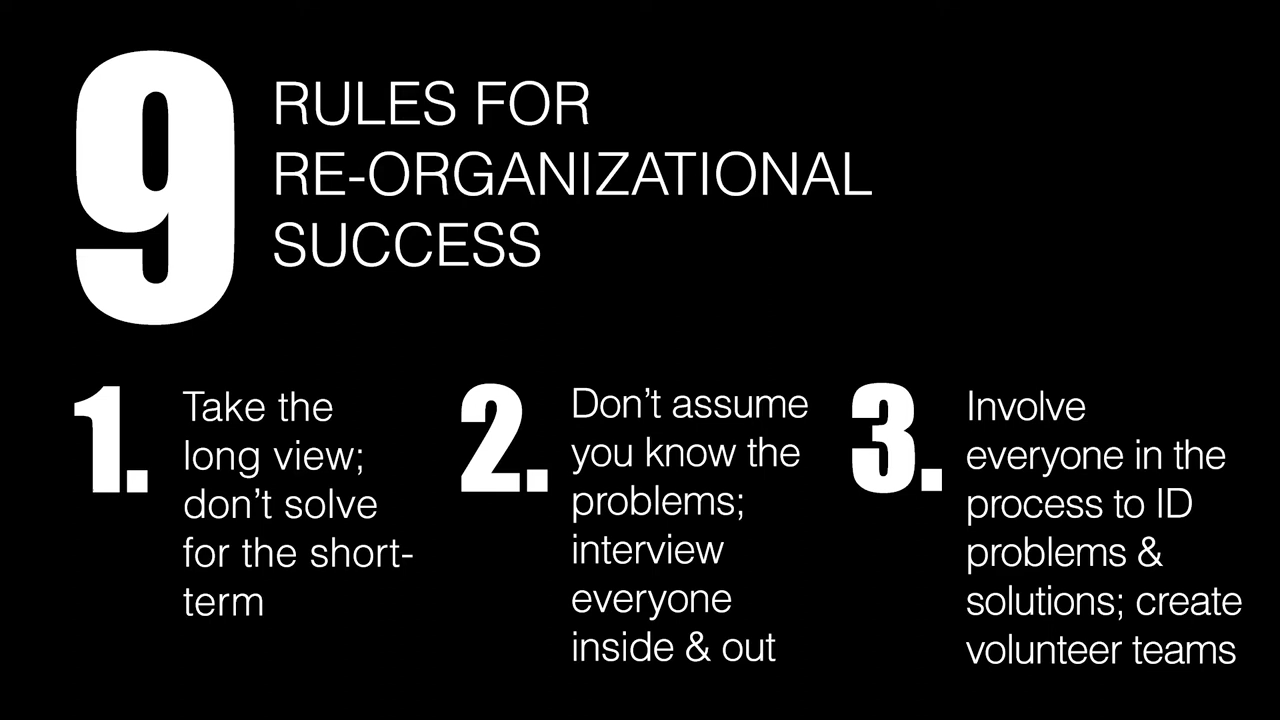 9
RULES FOR
RE-ORGANIZATIONAL
SUCCESS
1.
Take the
long view;
don’t solve
for the short-
term
2.
Don’t assume
you know the
problems;
interview
everyone
inside & out
3.
Involve
everyone in the
process to ID
problems &
solutions; create
volunteer teams